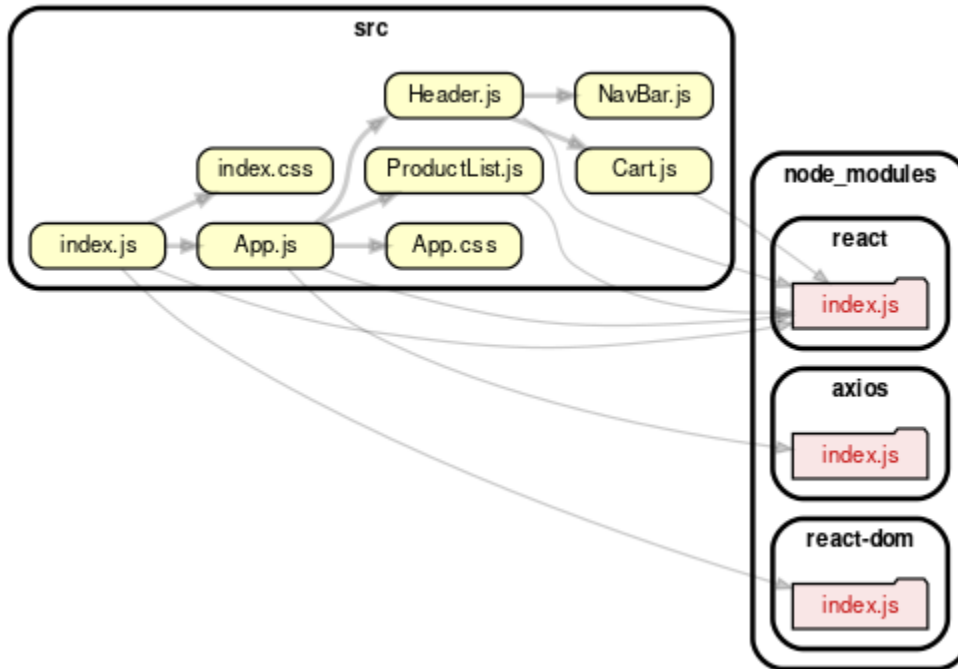 src
Header.js
NavBar.js
index.css
ProductList.js
Cart.js
index.js
App.js
App.css
node_modules
react
index.js
axios
index.js
react-dom
index.js